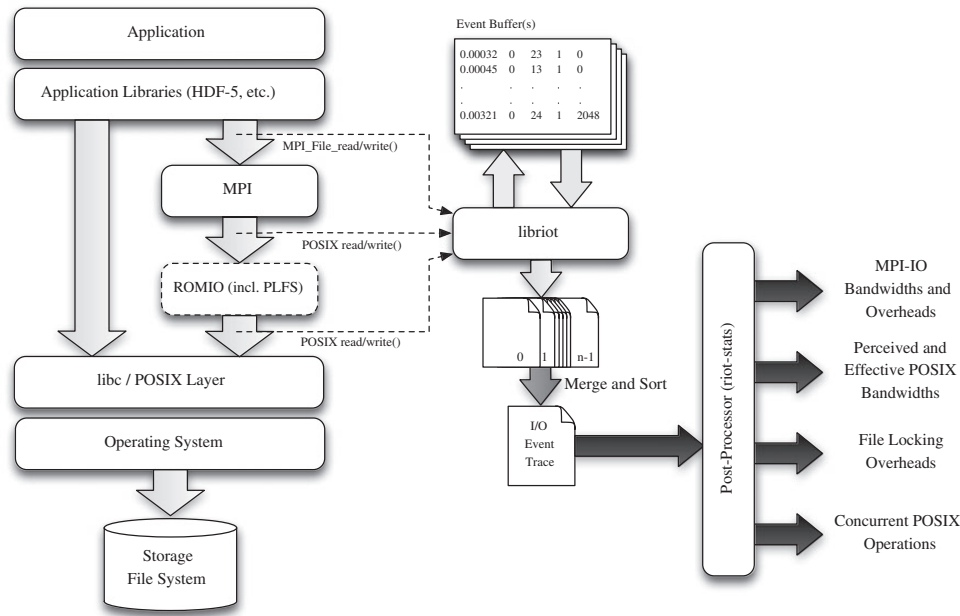 Application
Application Libraries (HDF-5, etc.)
MPI_File_read/write()
MPI
POSIX read/write()
ROMIO (incl. PLFS)
POSIX read/write()
libc / POSIX Layer
Operating System
Storage
File System
Event Buffer(s)
0.00032 0 23 1 0
0.00045 0 13 1 0
. . . . .
. . . . .
0.00321 0 24 1 2048
libriot
0 1 n-1
Merge and Sort
I/O
Event
Trace
Post-Processor (riot-stats)
MPI-IO
Bandwidths and
Overheads
Perceived and
Effective POSIX
Bandwidths
File Locking
Overheads
Concurrent POSIX
Operations